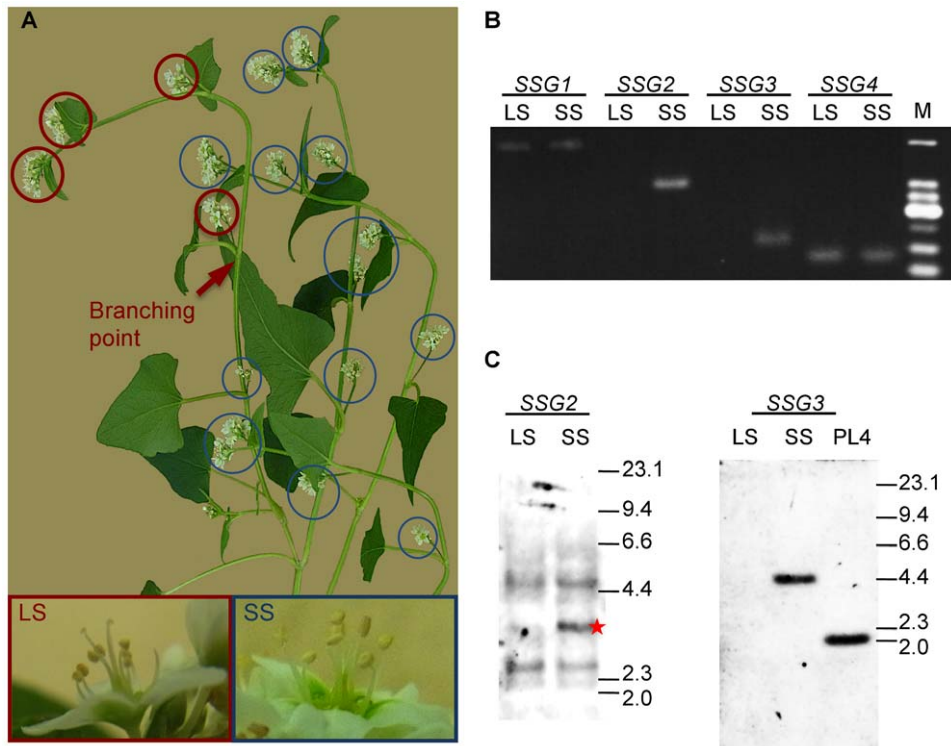 A
Branching
point
LS
SS
B
SSG1 SSG2 SSG3 SSG4
LS SS LS SS LS SS LS SS M
C
SSG2
LS SS
23.1
9.4
6.6
4.4
2.3
2.0
SSG3
LS SS PL4
23.1
9.4
6.6
4.4
2.3
2.0